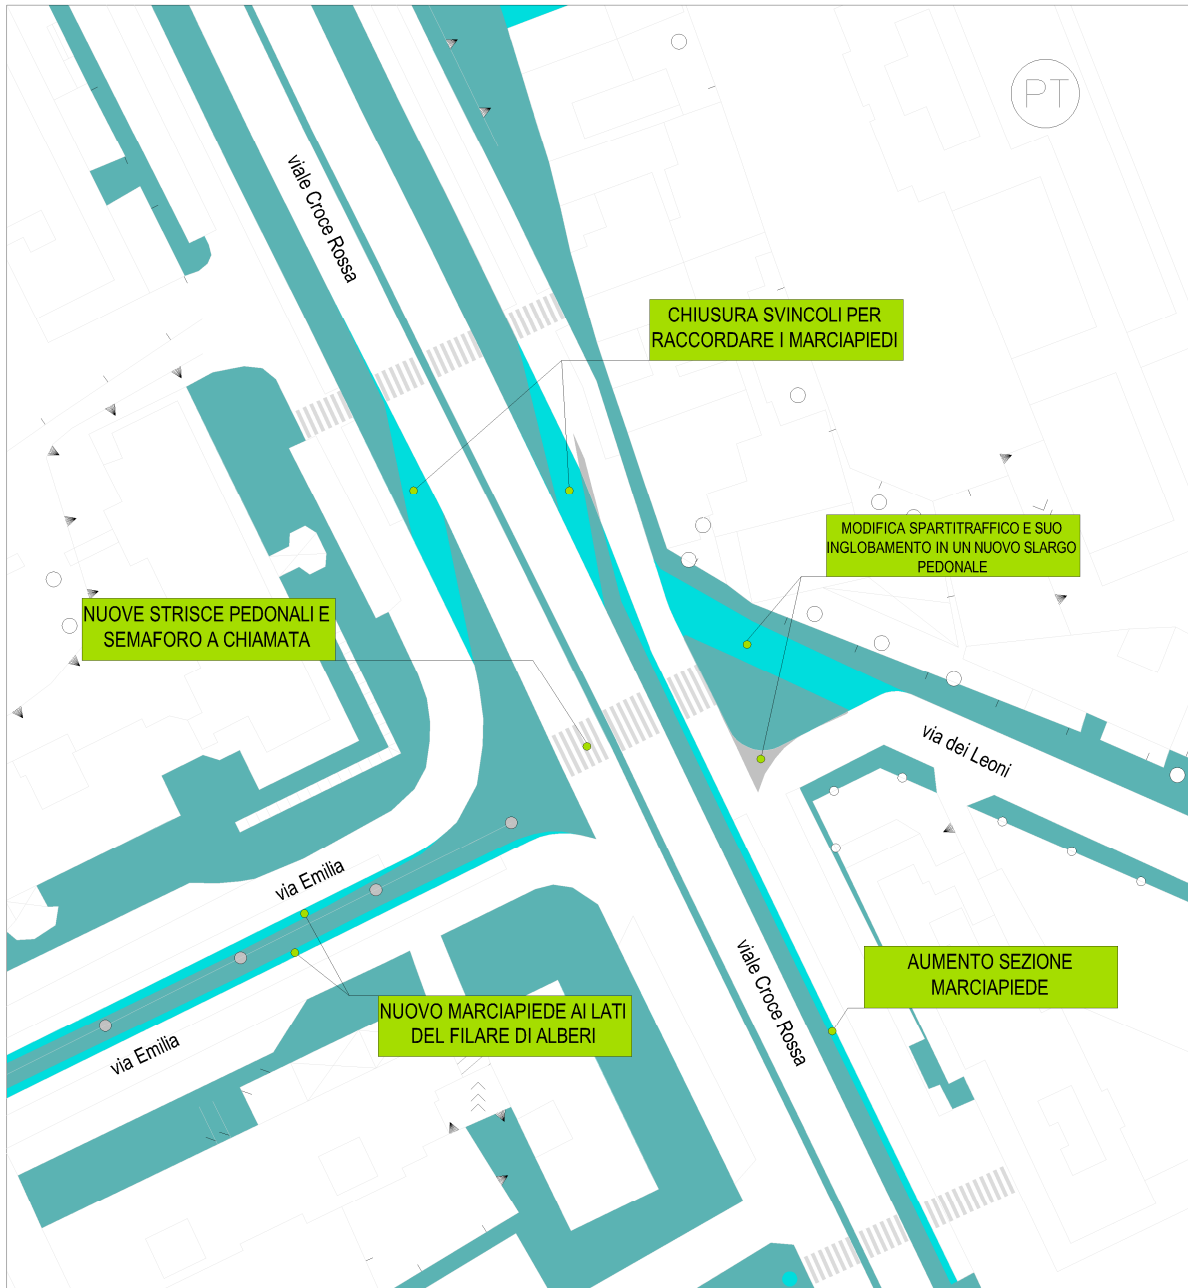 PT
viale Croce Rossa
CHIUSURA SVINCOLI PER
RACCORDARE I MARCIAPIEDI
MODIFICA SPARTITRAFFICO E SUO
INGLOBAMENTO IN UN NUOVO SLARGO
PEDONALE
NUOVE STRISCE PEDONALI E
SEMAFORO A CHIAMATA
via dei Leoni
via Emilia
viale Croce Rossa
AUMENTO SEZIONE
MARCIAPIEDE
NUOVO MARCIAPIEDE AI LATI
DEL FILARE DI ALBERI
via Emilia